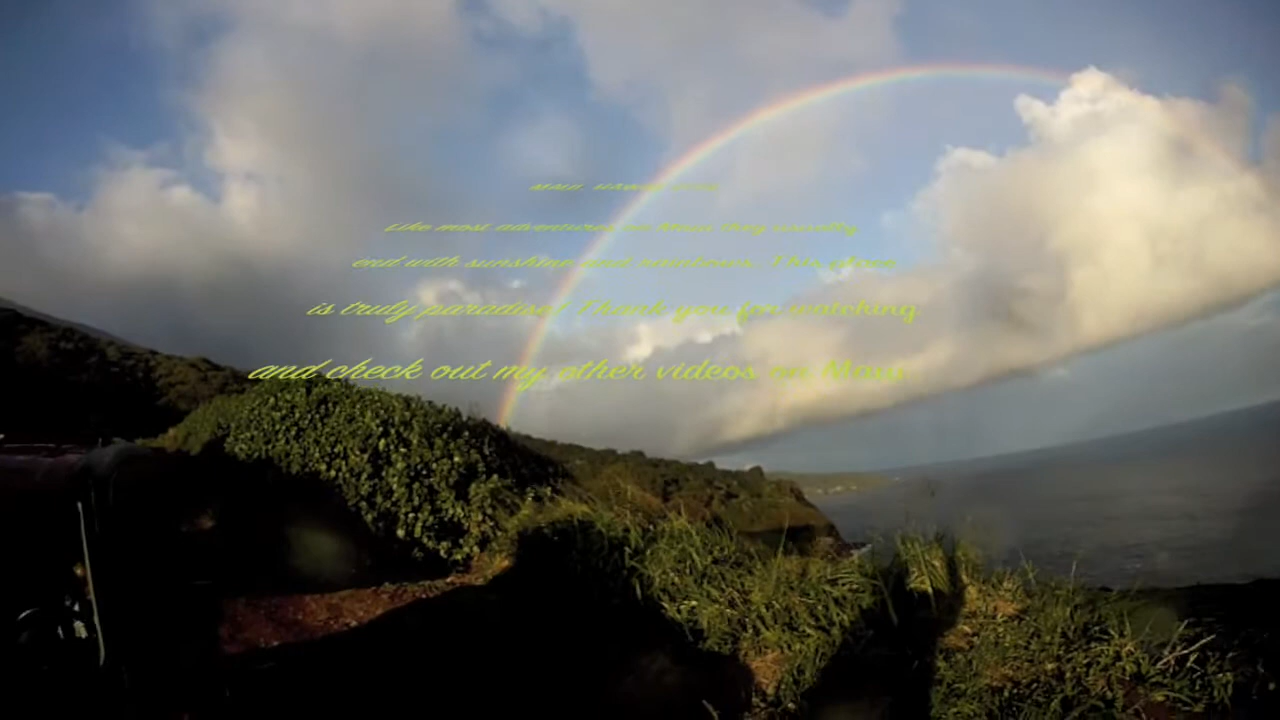 Maui, Hawaii
Like most adventures on Maui they usually
end with sunshine and rainbows. This place
is truly paradise! Thank you for watching
and check out my other videos on Maui.